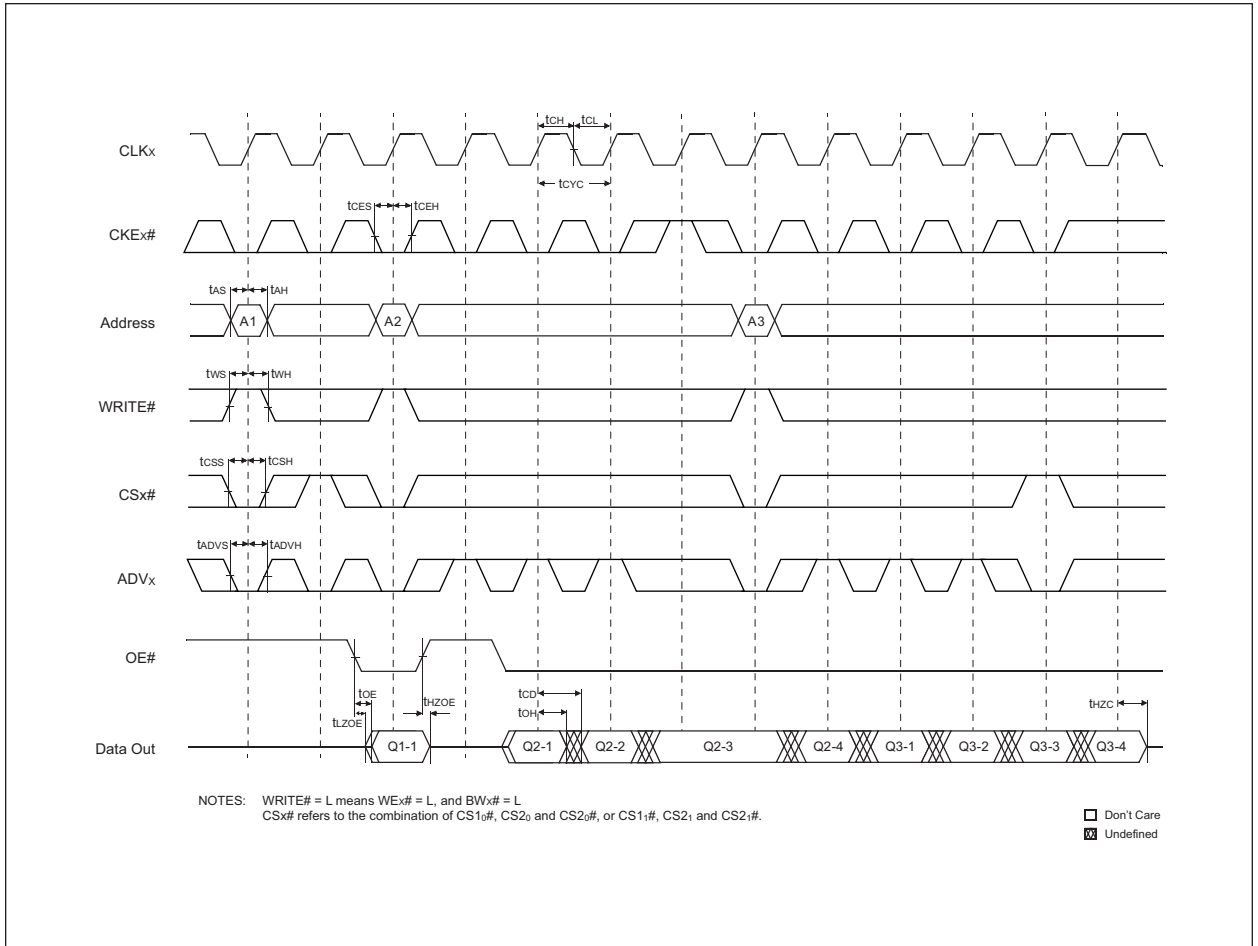 tCH tCL
CLKx
tCYC
tCES tCEH
CKEx#
tAS tAH
Address A1 A2 A3
tWS tWH
WRITE#
tCSS tCSH
CSx#
tADVS tADVH
ADVx
OE#
tOE tHZOE tCD tHZC
tLZOE tOH
Data Out Q1-1 Q2-1 Q2-2 Q2-3 Q2-4 Q3-1 Q3-2 Q3-3 Q3-4
NOTES: WRITE# = L means WEx# = L, and BWx# = L
CSx# refers to the combination of CS10#, CS20 and CS20#, or CS11#, CS21 and CS21#.
Don't Care
Undefined